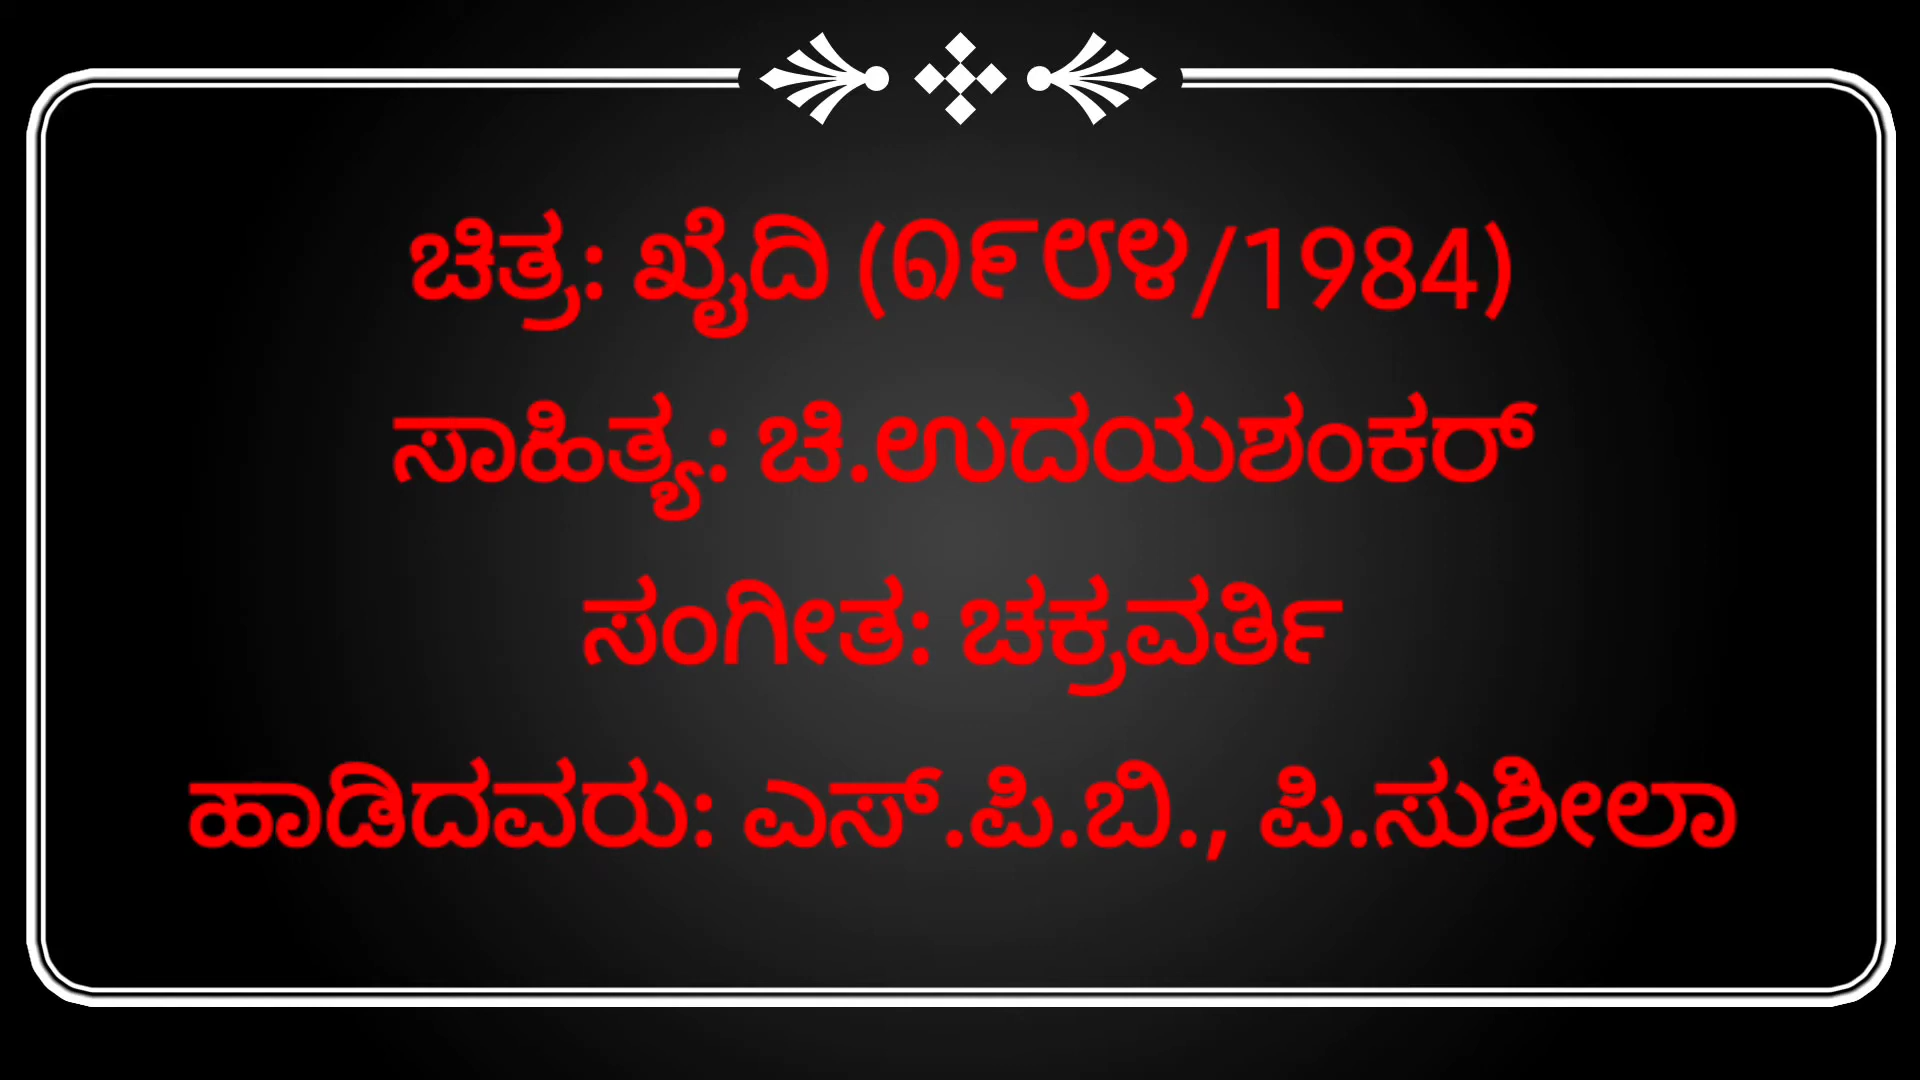 ಚಿತ್ರ: ಖೈದಿ (೧೯೮೪/1984)
ಸಾಹಿತ್ಯ: ಚಿ.ಉದಯಶಂಕರ್
ಸಂಗೀತ: ಚಕ್ರವರ್ತಿ
ಹಾಡಿದವರು: ಎಸ್.ಪಿ.ಬಿ., ಪಿ.ಸುಶೀಲಾ